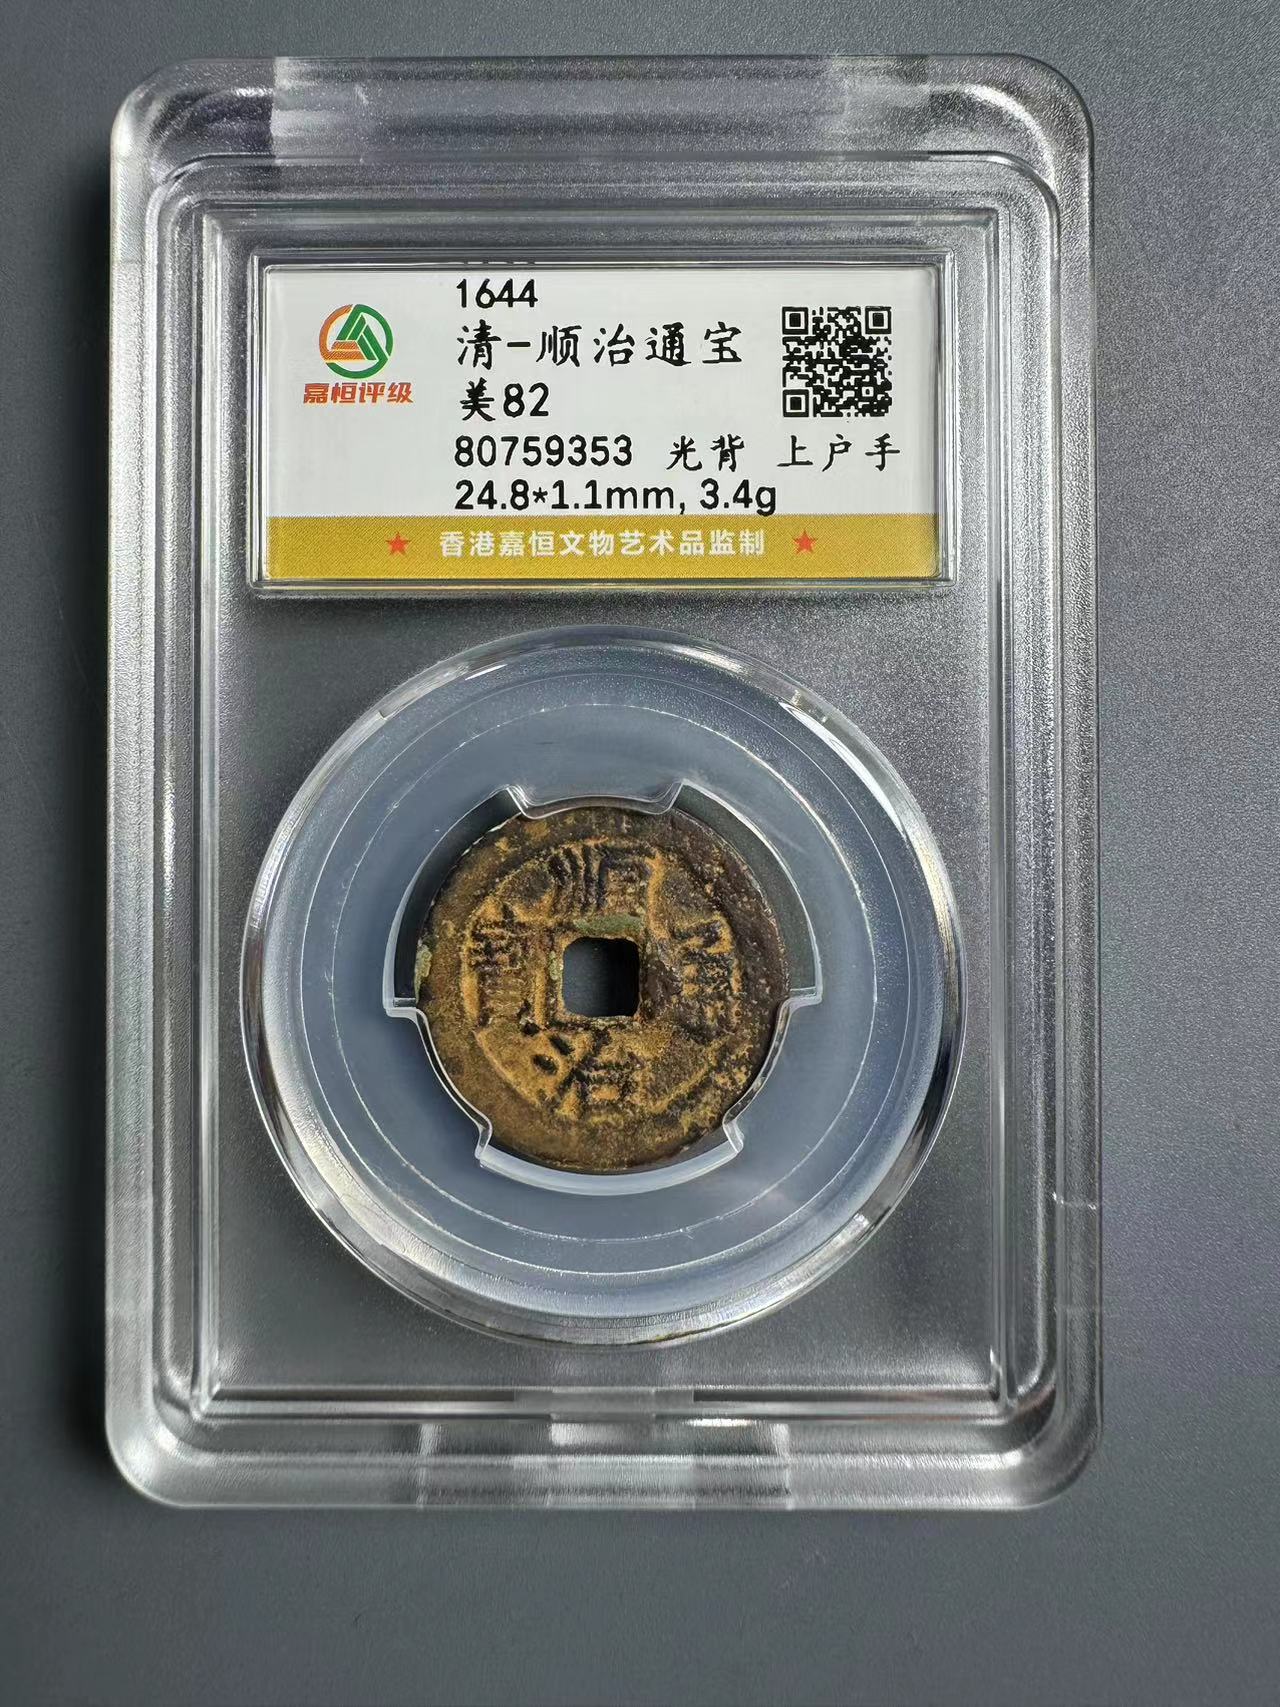 1644
清-顺治通宝
美82
80759353 光背 上户手
24.8*1.1mm, 3.4g
嘉恒评级
★ 香港嘉恒文物艺术品监制 ★
順治通寶